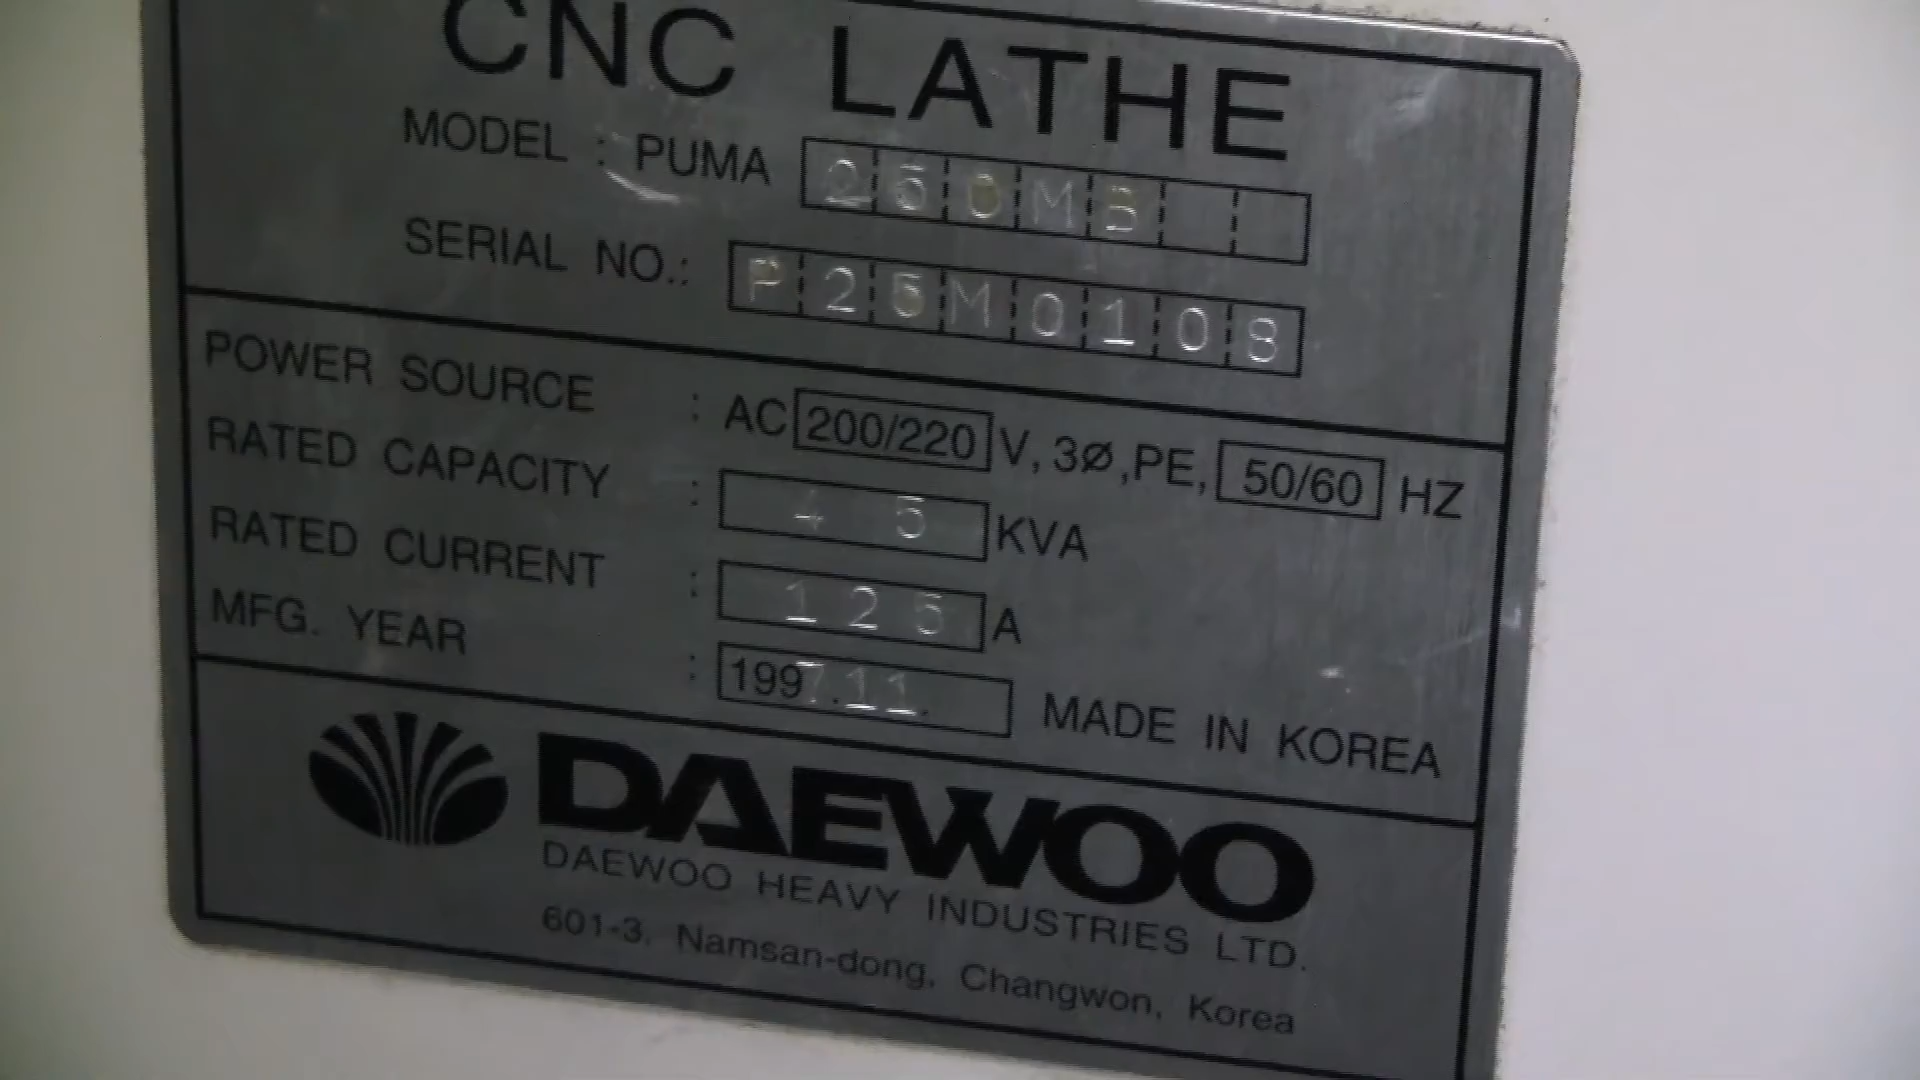 CNC LATHE
MODEL : PUMA 250MB
SERIAL NO.: P25M0108
POWER SOURCE : AC 200/220 V, 3Ø, PE, 50/60 HZ
RATED CAPACITY : 45 KVA
RATED CURRENT : 125 A
MFG. YEAR : 1997.11. MADE IN KOREA
DAEWOO
DAEWOO HEAVY INDUSTRIES LTD.
601-3, Namsan-dong, Changwon, Korea